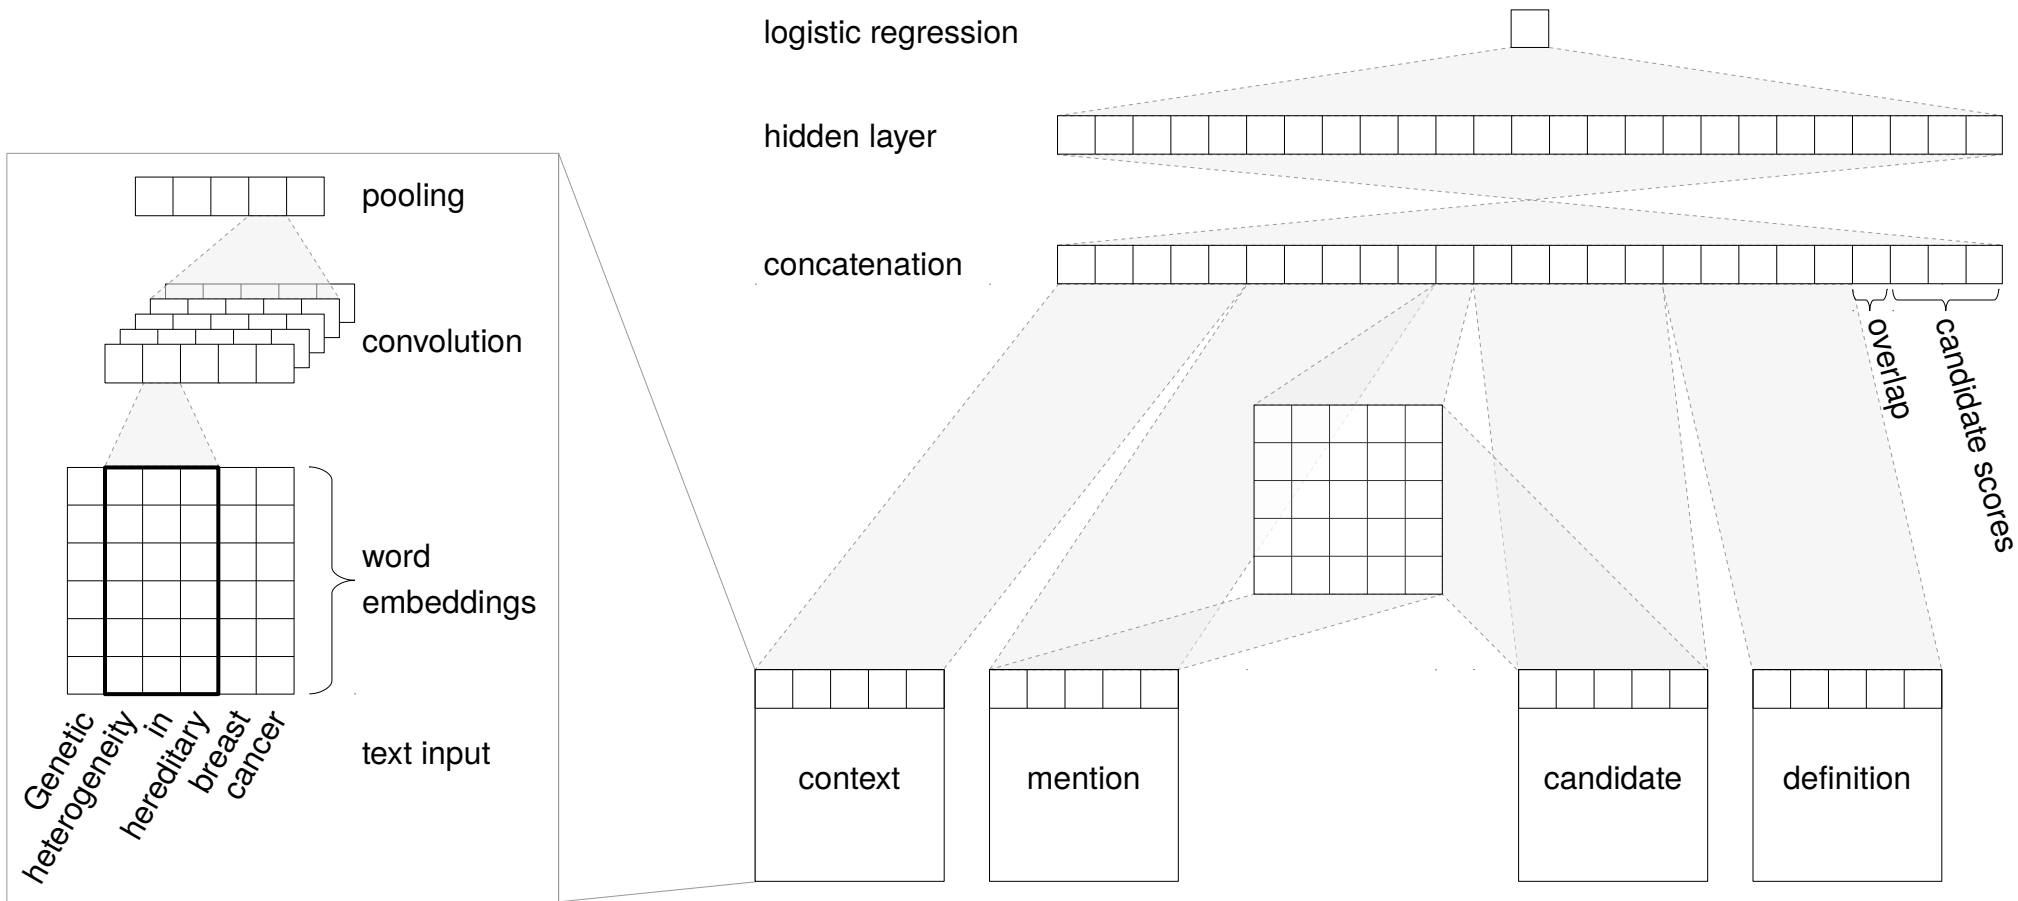 logistic regression
hidden layer
concatenation
overlap
candidate scores
pooling
convolution
word
embeddings
text input
Genetic
heterogeneity
in
hereditary
breast
cancer
context
mention
candidate
definition